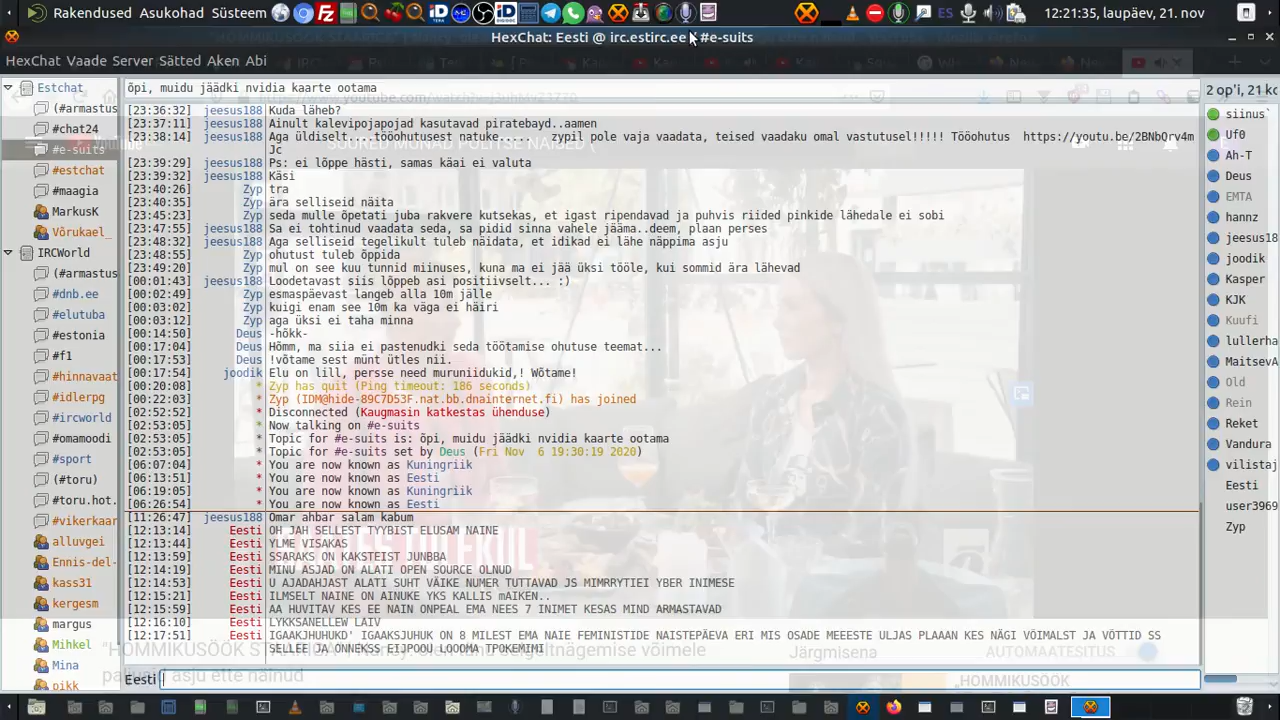 Rakendused Asukohad Süsteem
ES
12:21:35, laupäev, 21. nov
HexChat: Eesti @ irc.estirc.ee / #e-suits
HexChat Vaade Server Sätted Aken Abi
Estchat
(#armastus
#chat24
#e-suits
#estchat
#maagia
MarkusK
Võrukael_
IRCWorld
(#armastus
#dnb.ee
#elutuba
#estonia
#f1
#hinnavaat
#idlerpg
#ircworld
#omamoodi
#sport
(#toru)
#toru.hot.
#vikerkaar
alluvgei
Ennis-del-
kass31
kergesm
margus
Mihkel
Mina
pikk
õpi, muidu jäädki nvidia kaarte ootama
[23:36:32] jeesus188 Kuda läheb?
[23:37:11] jeesus188 Ainult kalevipojapojad kasutavad piratebayd..aamen
[23:38:14] jeesus188 Aga üldiselt....tööohutusest natuke ..... zypil pole vaja vaadata, teised vaadaku omal vastutusel!!!!! Tööohutus https://youtu.be/2BNbQrv4m
Jc
[23:39:29] jeesus188 Ps: ei lõppe hästi, samas käai ei valuta
[23:39:32] jeesus188 Käsi
[23:40:26] Zyp tra
[23:40:35] Zyp ära selliseid näita
[23:45:23] Zyp seda mulle õpetati juba rakvere kutsekas, et igast ripendavad ja puhvis riided pinkide lähedale ei sobi
[23:47:55] jeesus188 Sa ei tohtinud vaadata seda, sa pidid sinna vahele jääma..deem, plaan perses
[23:48:32] jeesus188 Aga selliseid tegelikult tuleb näidata, et idikad ei lähe näppima asju
[23:48:55] Zyp ohutust tuleb õppida
[23:49:20] Zyp mul on see kuu tunnid miinuses, kuna ma ei jää üksi tööle, kui sommid ära lähevad
[00:01:43] jeesus188 Loodetavast siis lõppeb asi positiivselt... :)
[00:02:49] Zyp esmaspäevast langeb alla 10m jälle
[00:03:02] Zyp kuigi enam see 10m ka väga ei häiri
[00:03:12] Zyp aga üksi ei taha minna
[00:14:50] Deus -hõkk-
[00:17:04] Deus Hõmm, ma siia ei pastenudki seda töötamise ohutuse teemat...
[00:17:53] Deus !võtame sest münt ütles nii.
[00:17:54] joodik Elu on lill, persse need muruniidukid,! Wõtame!
[00:20:08] * Zyp has quit (Ping timeout: 186 seconds)
[00:22:03] * Zyp (IDM@hide-89C7D53F.nat.bb.dnainternet.fi) has joined
[02:52:52] * Disconnected (Kaugmasin katkestas ühenduse)
[02:53:05] * Now talking on #e-suits
[02:53:05] * Topic for #e-suits is: õpi, muidu jäädki nvidia kaarte ootama
[02:53:05] * Topic for #e-suits set by Deus (Fri Nov  6 19:30:19 2020)
[06:07:04] * You are now known as Kuningriik
[06:13:51] * You are now known as Eesti
[06:19:05] * You are now known as Kuningriik
[06:26:54] * You are now known as Eesti
[11:26:47] jeesus188 Omar ahbar salam kabum
[12:13:14] Eesti OH JAH SELLEST TYYBIST ELUSAM NAINE
[12:13:44] Eesti YLME VISAKAS
[12:13:59] Eesti SSARAKS ON KAKSTEIST JUNBBA
[12:14:19] Eesti MINU ASJAD ON ALATI OPEN SOURCE OLNUD
[12:14:53] Eesti U AJADAHJAST ALATI SUHT VÄIKE NUMER TUTTAVAD JS MIMRRYTIEI YBER INIMESE
[12:15:21] Eesti ILMSELT NAINE ON AINUKE YKS KALLIS mAIKEN..
[12:15:59] Eesti AA HUVITAV KES EE NAIN ONPEAL EMA NEES 7 INIMET KESAS MIND ARMASTAVAD
[12:16:10] Eesti LYKKSANELLEW LAIV
[12:17:51] Eesti IGAAKJHUHUKD' IGAAKSJUHUK ON 8 MILEST EMA NAIE FEMINISTIDE NAISTEPÄEVA ERI MIS OSADE MEEESTE ULJAS PLAAAN KES NÄGI VÕIMALST JA VÕTTID SS
SSELLEE JA ÕNNEKSS EIJPOOU LOOOMA TPOKEMIMI
Eesti
2 op'i, 21 ko
siinus`
Uf0
Ah-T
Deus
EMTA
hannz
jeesus18
joodik
Kasper
KJK
Kuufi
lullerha
MaitsevA
Old
Rein
Reket
Vandura
vilistaj
Eesti
user3969
Zyp
Järgmisena
AUTOMAATESITUS
"HOMMIKUSÖÖK